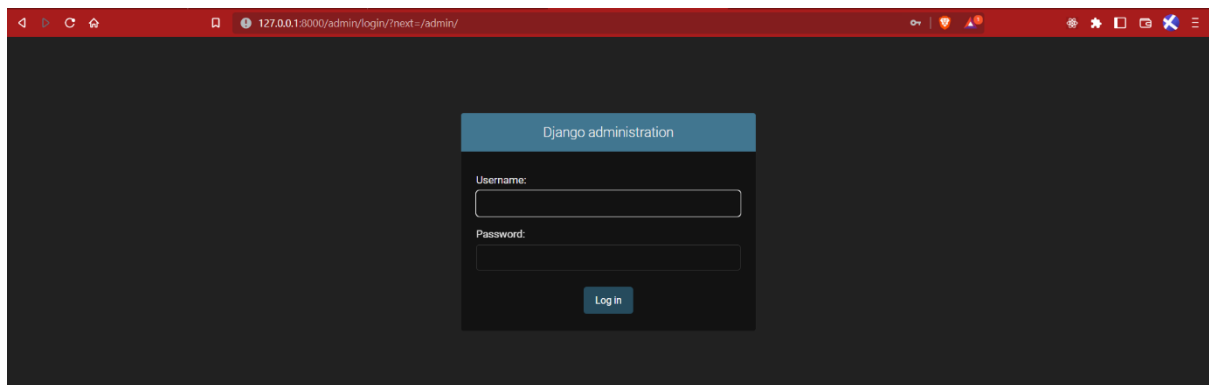 127.0.0.1:8000/admin/login/?next=/admin/
Django administration
Username:
Password:
Log in